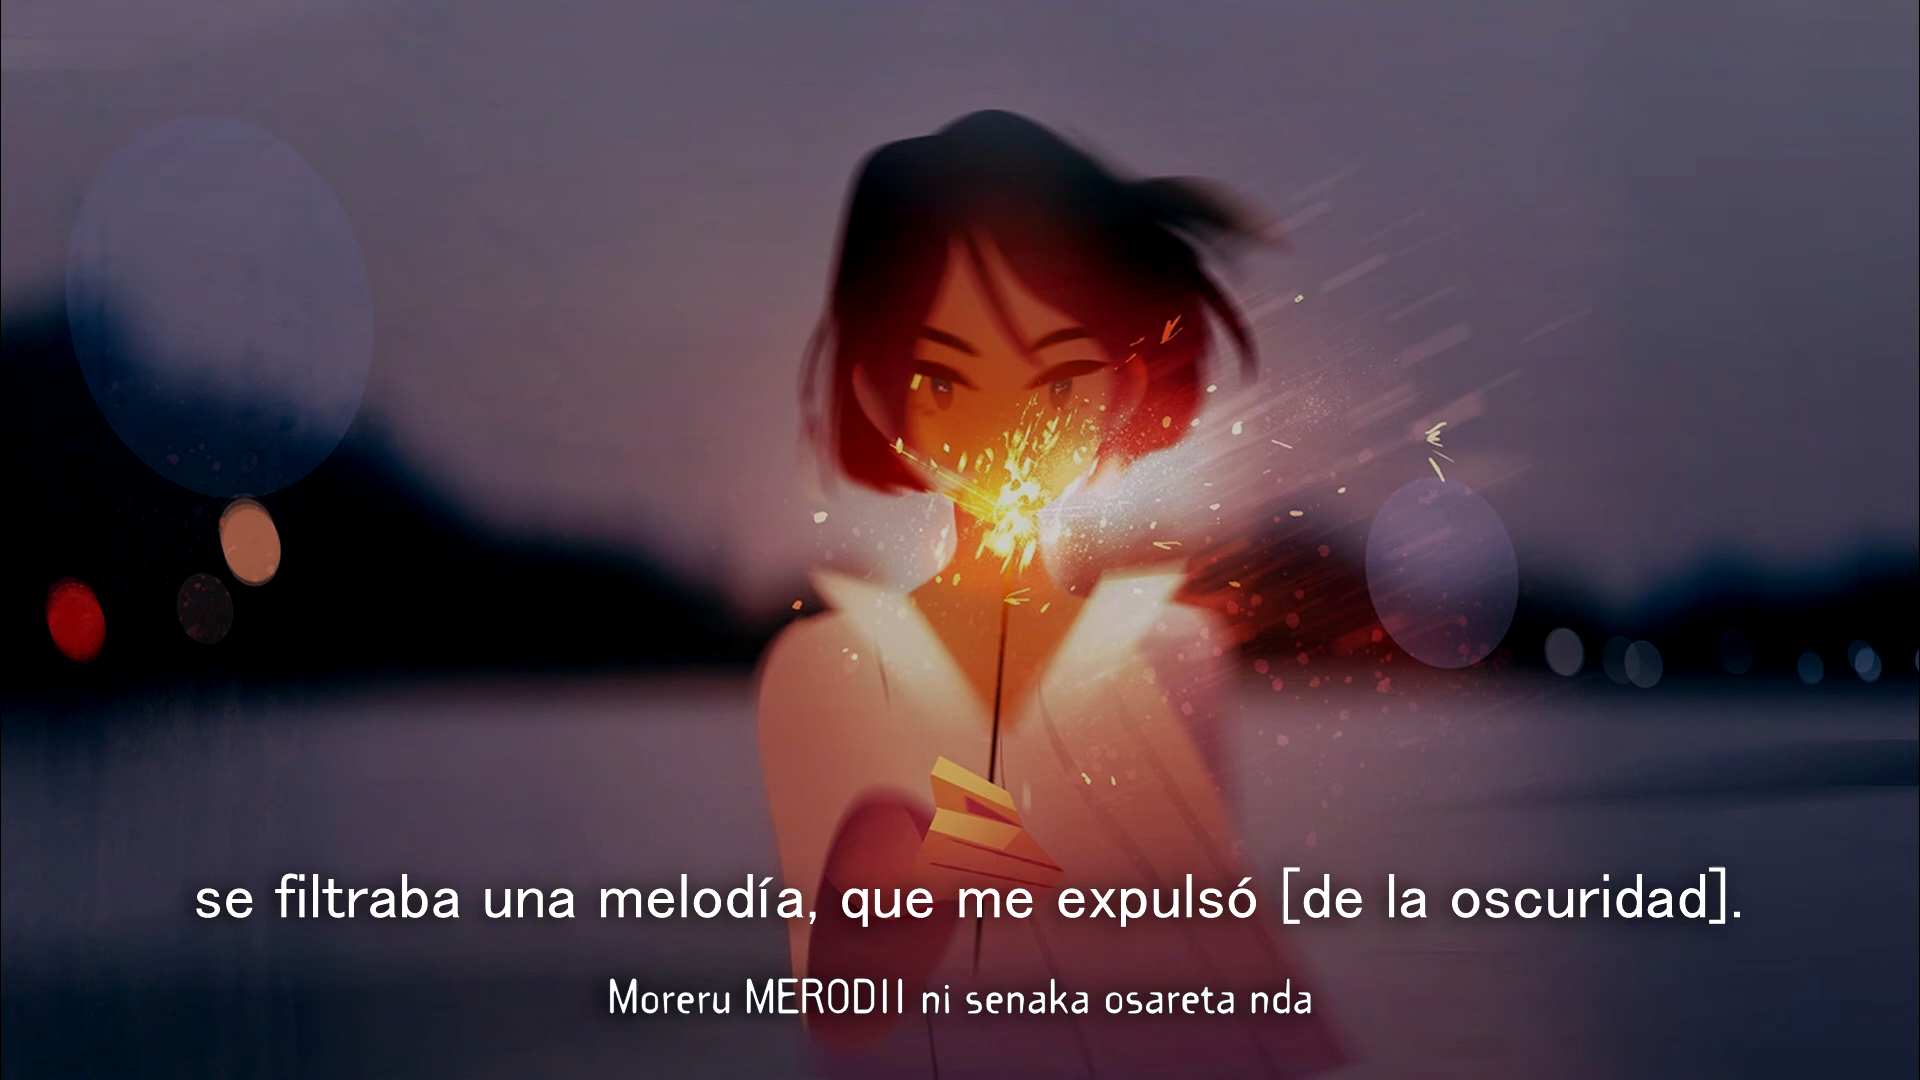 se filtraba una melodía, que me expulsó [de la oscuridad].
Moreru MERODII ni senaka osareta nda